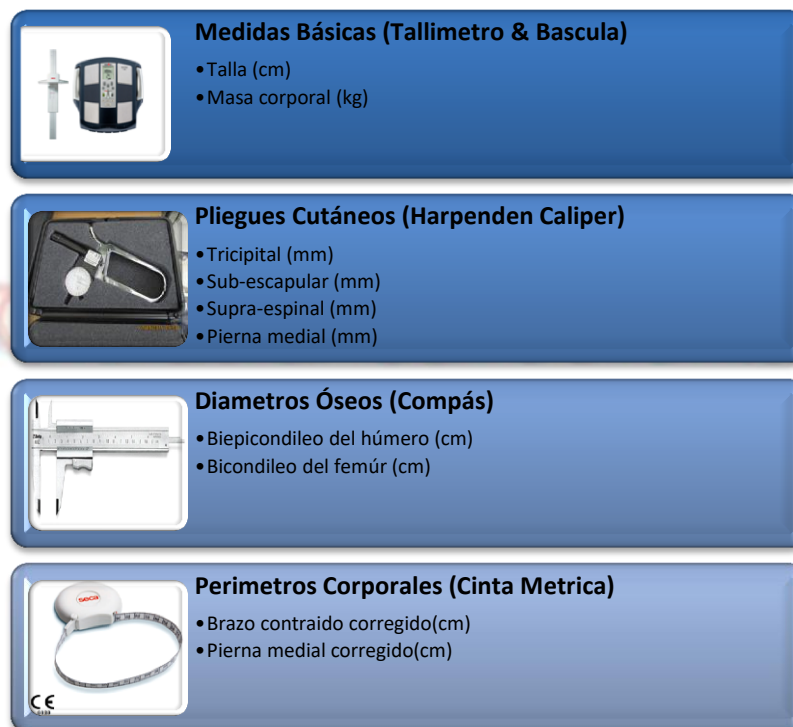 Medidas Básicas (Tallimetro & Bascula)
•Talla (cm)
•Masa corporal (kg)
Pliegues Cutáneos (Harpenden Caliper)
•Tricipital (mm)
•Sub-escapular (mm)
•Supra-espinal (mm)
•Pierna medial (mm)
Diametros Óseos (Compás)
•Biepicondileo del húmero (cm)
•Bicondileo del femúr (cm)
Perimetros Corporales (Cinta Metrica)
•Brazo contraido corregido(cm)
•Pierna medial corregido(cm)
seca
CE